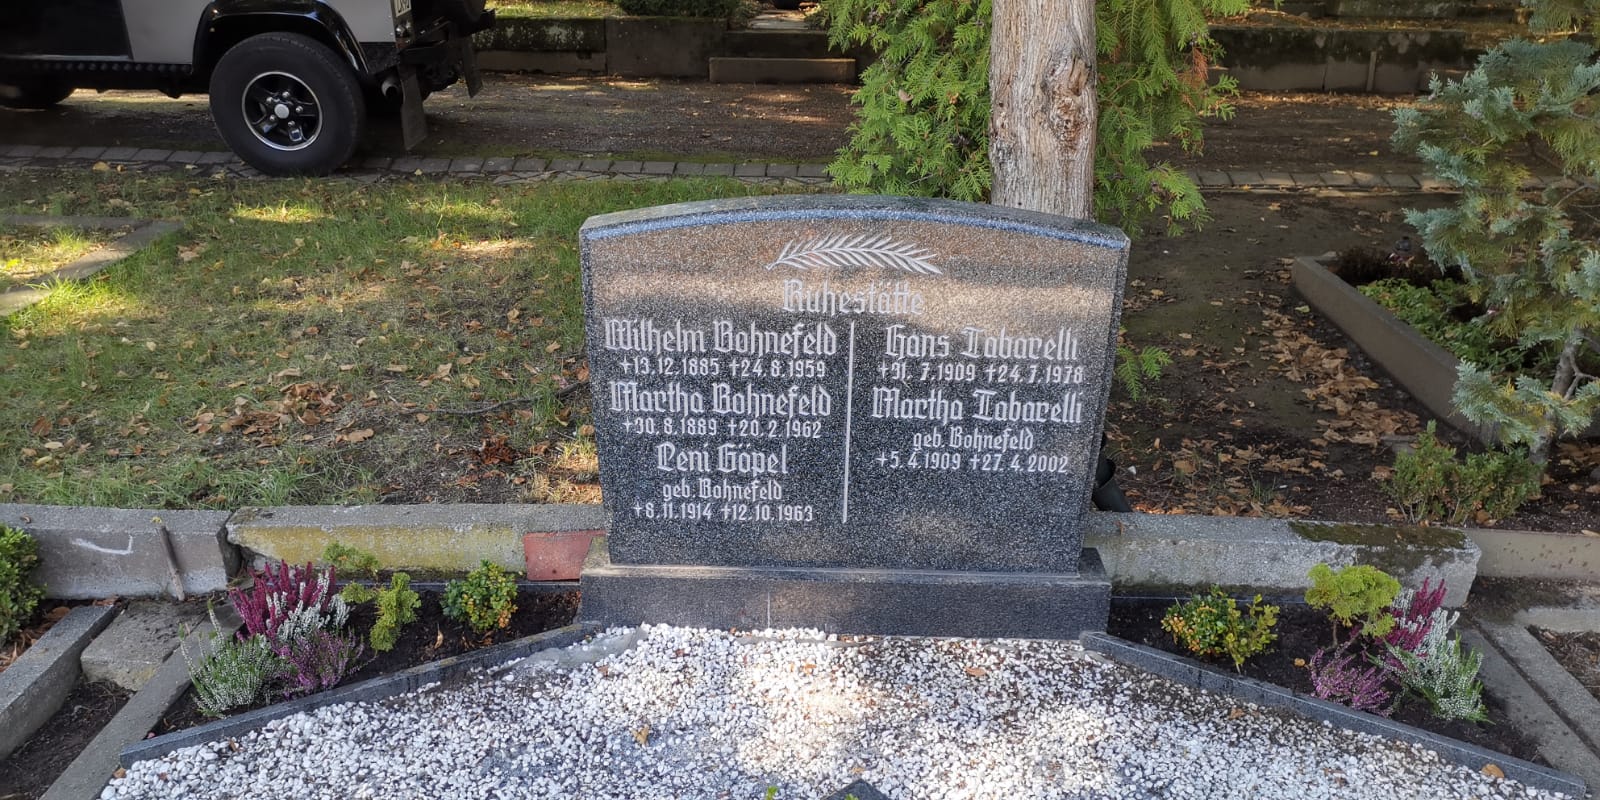 Ruhestätte
Wilhelm Bohnefeld
+13.12.1885 +24.8.1959
Martha Bohnefeld
+30.8.1889 +20.2.1962
Leni Göpel
geb. Bohnefeld
+8.11.1914 +12.10.1963
Hans Tabarelli
+31.7.1909 +24.7.1978
Martha Tabarelli
geb. Bohnefeld
+5.4.1909 +27.4.2002